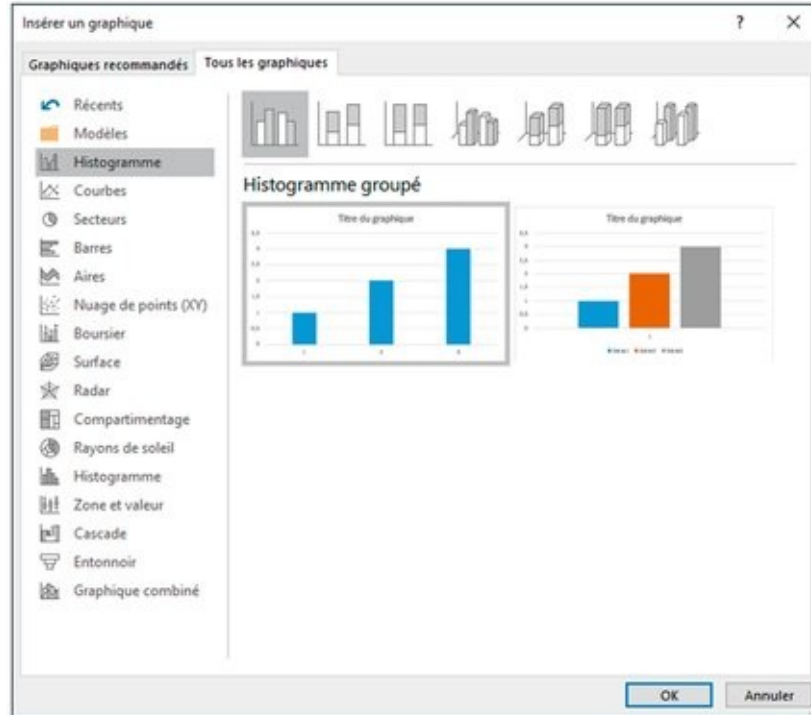 Insérer un graphique
?
Graphiques recommandés
Tous les graphiques
Récents
Modèles
Histogramme
Courbes
Secteurs
Barres
Aires
Nuage de points (XY)
Boursier
Surface
Radar
Compartimentage
Rayons de soleil
Histogramme
Zone et valeur
Cascade
Entonnoir
Graphique combiné
Histogramme groupé
Titre du graphique
Titre du graphique
OK
Annuler